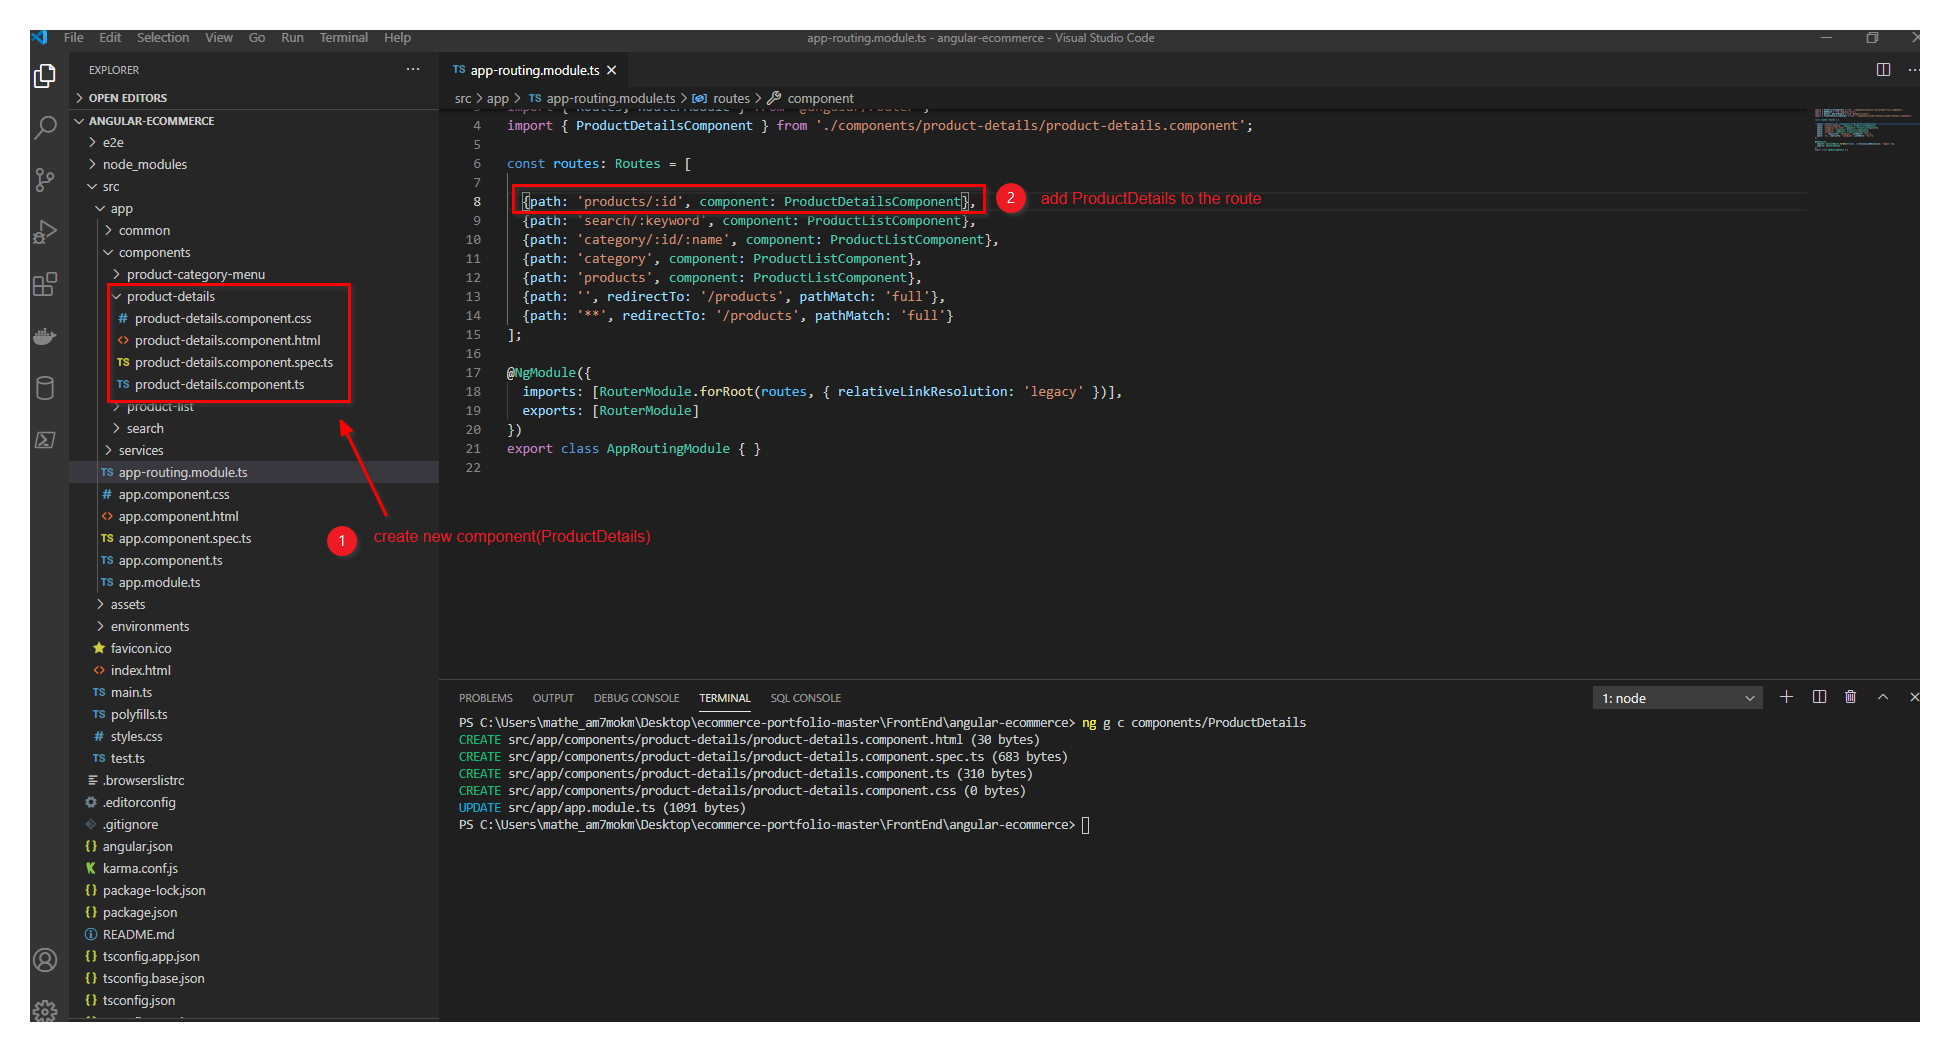 File Edit Selection View Go Run Terminal Help
app-routing.module.ts - angular-ecommerce - Visual Studio Code
EXPLORER
OPEN EDITORS
ANGULAR-ECOMMERCE
e2e
node_modules
src
app
common
components
product-category-menu
product-details
product-details.component.css
product-details.component.html
TS product-details.component.spec.ts
TS product-details.component.ts
product-list
search
services
TS app-routing.module.ts
# app.component.css
<> app.component.html
TS app.component.spec.ts
TS app.component.ts
TS app.module.ts
assets
environments
favicon.ico
<> index.html
TS main.ts
TS polyfills.ts
# styles.css
TS test.ts
.browserslistrc
.editorconfig
.gitignore
{} angular.json
K karma.conf.js
{} package-lock.json
{} package.json
README.md
{} tsconfig.app.json
{} tsconfig.base.json
{} tsconfig.json
1 create new component(ProductDetails)
TS app-routing.module.ts
src > app > TS app-routing.module.ts > routes > component
4 import { ProductDetailsComponent } from './components/product-details/product-details.component';
5
6 const routes: Routes = [
7
8 {path: 'products/:id', component: ProductDetailsComponent},
2 add ProductDetails to the route
9 {path: 'search/:keyword', component: ProductListComponent},
10 {path: 'category/:id/:name', component: ProductListComponent},
11 {path: 'category', component: ProductListComponent},
12 {path: 'products', component: ProductListComponent},
13 {path: '', redirectTo: '/products', pathMatch: 'full'},
14 {path: '**', redirectTo: '/products', pathMatch: 'full'}
15 ];
16
17 @NgModule({
18 imports: [RouterModule.forRoot(routes, { relativeLinkResolution: 'legacy' })],
19 exports: [RouterModule]
20 })
21 export class AppRoutingModule { }
22
PROBLEMS OUTPUT DEBUG CONSOLE TERMINAL SQL CONSOLE
1: node
PS C:\Users\mathe_am7mokm\Desktop\ecommerce-portfolio-master\FrontEnd\angular-ecommerce> ng g c components/ProductDetails
CREATE src/app/components/product-details/product-details.component.html (30 bytes)
CREATE src/app/components/product-details/product-details.component.spec.ts (683 bytes)
CREATE src/app/components/product-details/product-details.component.ts (310 bytes)
CREATE src/app/components/product-details/product-details.component.css (0 bytes)
UPDATE src/app/app.module.ts (1091 bytes)
PS C:\Users\mathe_am7mokm\Desktop\ecommerce-portfolio-master\FrontEnd\angular-ecommerce>